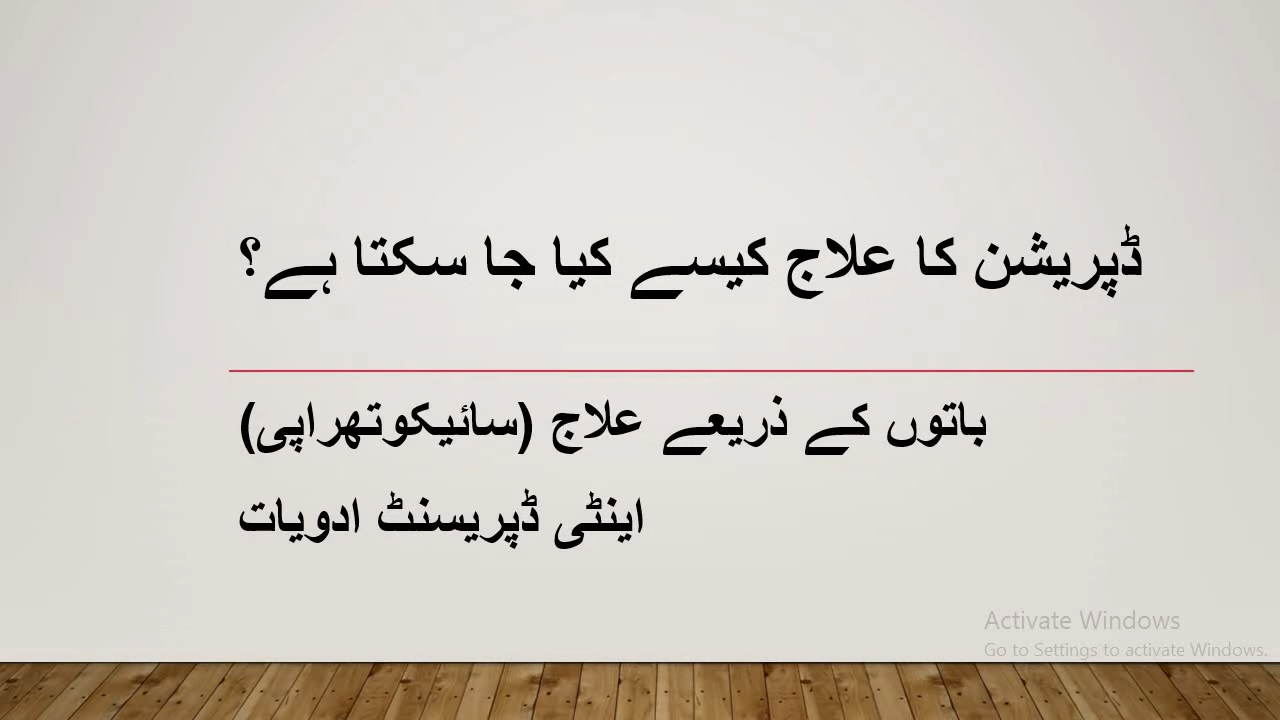 ڈپریشن کا علاج کیسے کیا جا سکتا ہے؟
باتوں کے ذریعے علاج (سائیکوتھراپی)
اینٹی ڈپریسنٹ ادویات
Activate Windows
Go to Settings to activate Windows.